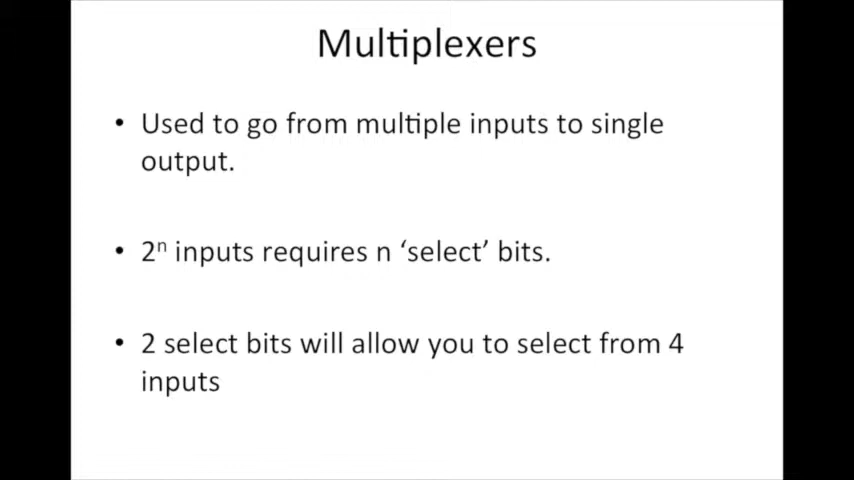 Multiplexers
• Used to go from multiple inputs to single
output.
• 2ⁿ inputs requires n ‘select’ bits.
• 2 select bits will allow you to select from 4
inputs